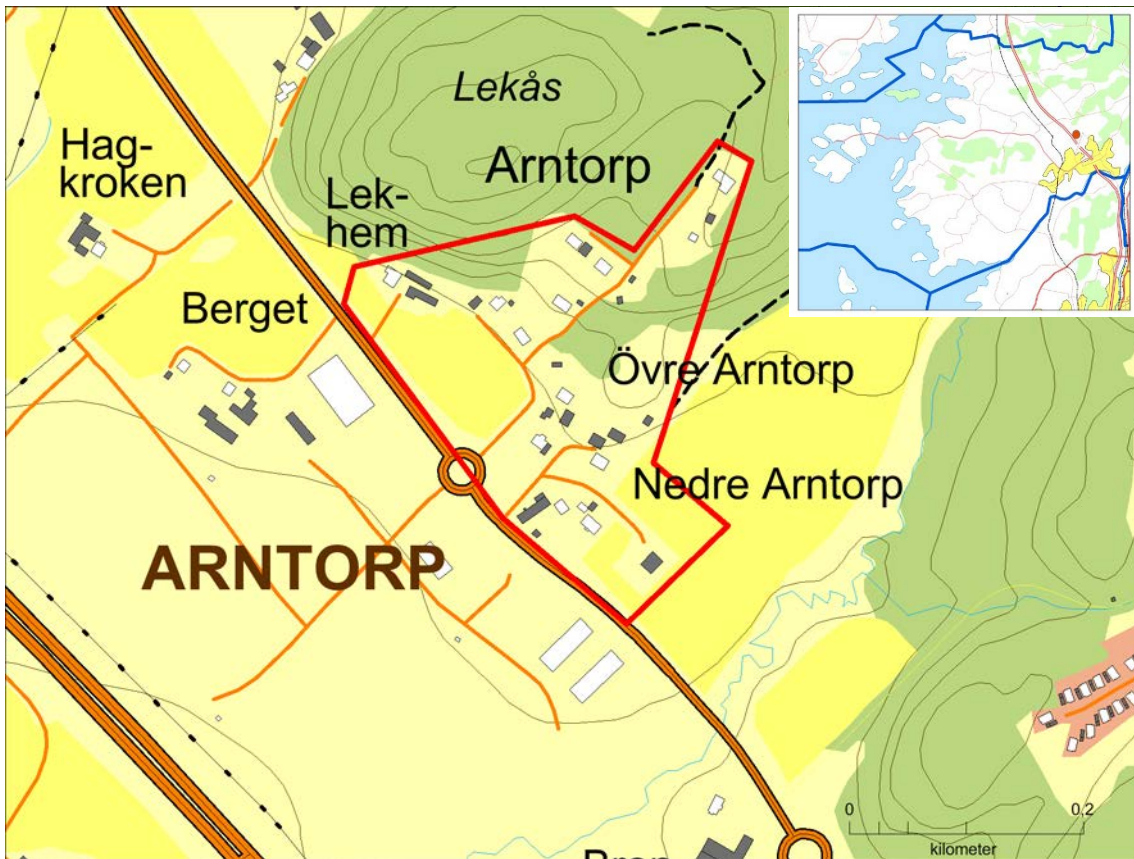 Lekås
Hag-
kroken
Arntorp
Lek-
hem
Berget
Övre Arntorp
Nedre Arntorp
ARNTORP
0
0,2
kilometer